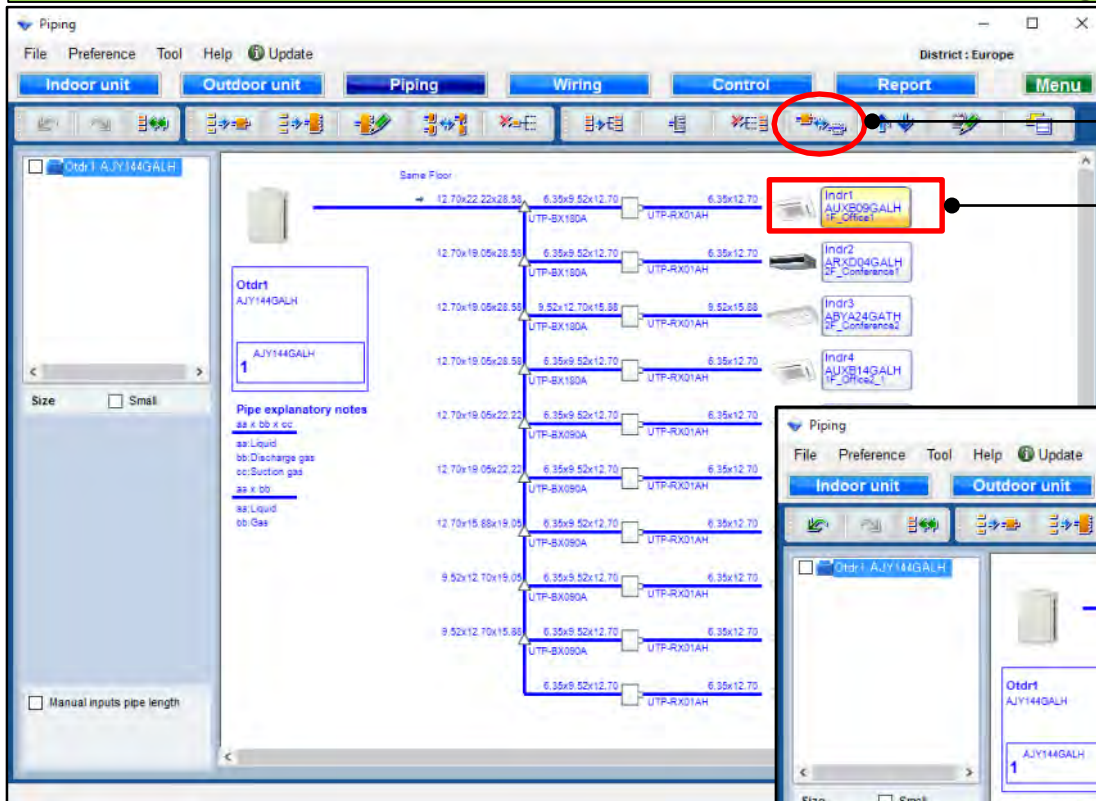 Piping
File Preference Tool Help Update District : Europe
Indoor unit Outdoor unit Piping Wiring Control Report Menu
Otdr1 AJY144GALH
Same Floor
12.70x22.22x28.58 6.35x9.52x12.70 6.35x12.70
UTP-BX180A UTP-RX01AH
Indr1
AUXB09GALH
1F_Office1
12.70x19.05x28.58 6.35x9.52x12.70 6.35x12.70
UTP-BX180A UTP-RX01AH
Indr2
ARXD04GALH
2F_Conference1
Otdr1
AJY144GALH
12.70x19.05x28.58 9.52x12.70x15.88 9.52x15.88
UTP-BX180A UTP-RX01AH
Indr3
ABYA24GATH
2F_Conference2
AJY144GALH
1
12.70x19.05x28.58 6.35x9.52x12.70 6.35x12.70
UTP-BX180A UTP-RX01AH
Indr4
AUXB14GALH
1F_Office2_1
Size Small
Pipe explanatory notes
aa x bb x cc
aa:Liquid
bb:Discharge gas
cc:Suction gas
aa x bb
aa:Liquid
bb:Gas
12.70x19.05x22.22 6.35x9.52x12.70 6.35x12.70
UTP-BX090A UTP-RX01AH
12.70x19.05x22.22 6.35x9.52x12.70 6.35x12.70
UTP-BX090A UTP-RX01AH
12.70x15.88x19.05 6.35x9.52x12.70 6.35x12.70
UTP-BX090A UTP-RX01AH
9.52x12.70x19.05 6.35x9.52x12.70 6.35x12.70
UTP-BX090A UTP-RX01AH
9.52x12.70x15.88 6.35x9.52x12.70 6.35x12.70
UTP-BX090A UTP-RX01AH
6.35x9.52x12.70 6.35x12.70
UTP-RX01AH
Manual inputs pipe length
Piping
File Preference Tool Help Update
Indoor unit Outdoor unit
Otdr1 AJY144GALH
Otdr1
AJY144GALH
AJY144GALH
1
Size Small